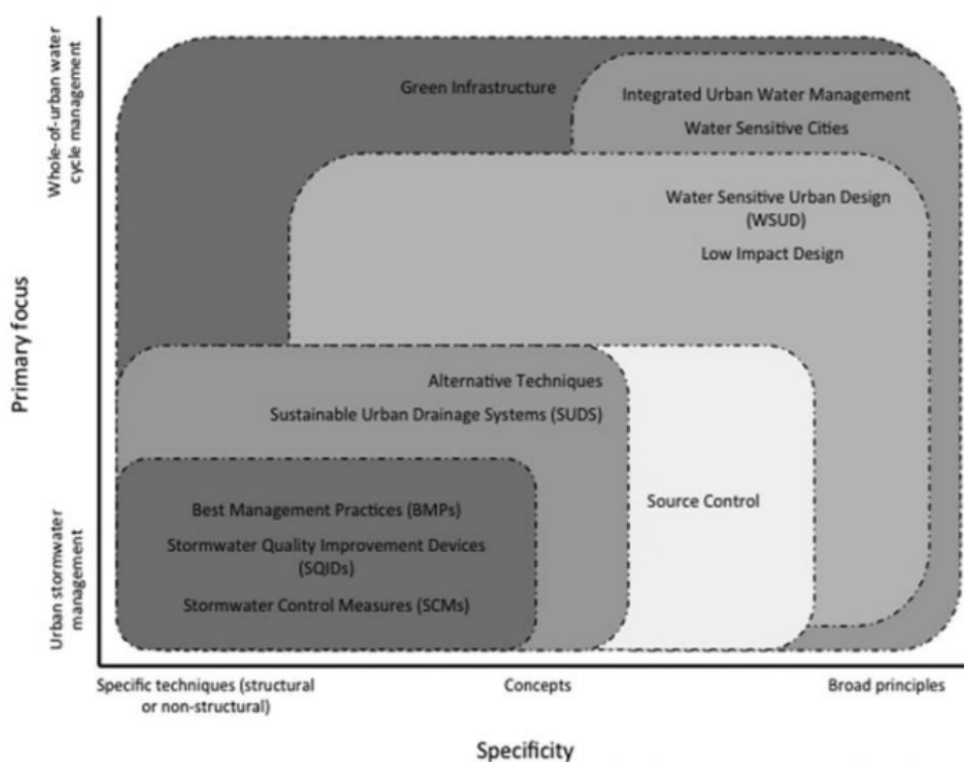 Whole-of-urban water
cycle management
Primary focus
Urban stormwater
management
Green Infrastructure
Integrated Urban Water Management
Water Sensitive Cities
Water Sensitive Urban Design
(WSUD)
Low Impact Design
Alternative Techniques
Sustainable Urban Drainage Systems (SUDS)
Source Control
Best Management Practices (BMPs)
Stormwater Quality Improvement Devices
(SQIDs)
Stormwater Control Measures (SCMs)
Specific techniques (structural
or non-structural)
Concepts
Broad principles
Specificity